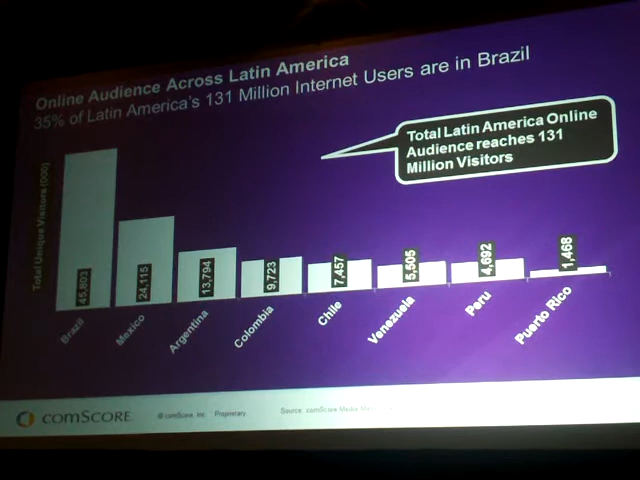 Online Audience Across Latin America
35% of Latin America's 131 Million Internet Users are in Brazil
Total Latin America Online
Audience reaches 131
Million Visitors
Total Unique Visitors (000)
45,803
24,115
13,794
9,723
7,457
5,505
4,692
1,468
Brazil
Mexico
Argentina
Colombia
Chile
Venezuela
Peru
Puerto Rico
comSCORE
© comScore, Inc. Proprietary.
Source: comScore Media